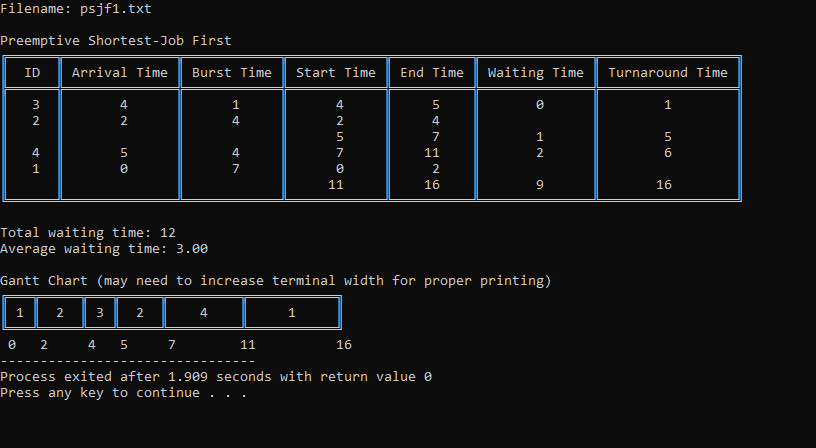 Filename: psjf1.txt
Preemptive Shortest-Job First
ID Arrival Time Burst Time Start Time End Time Waiting Time Turnaround Time
3 4 1 4 5 0 1
2 2 4 2 4
5 7 1 5
4 5 4 7 11 2 6
1 0 7 0 2
11 16 9 16
Total waiting time: 12
Average waiting time: 3.00
Gantt Chart (may need to increase terminal width for proper printing)
1 2 3 2 4 1
0 2 4 5 7 11 16
--------------------------------
Process exited after 1.909 seconds with return value 0
Press any key to continue . . .